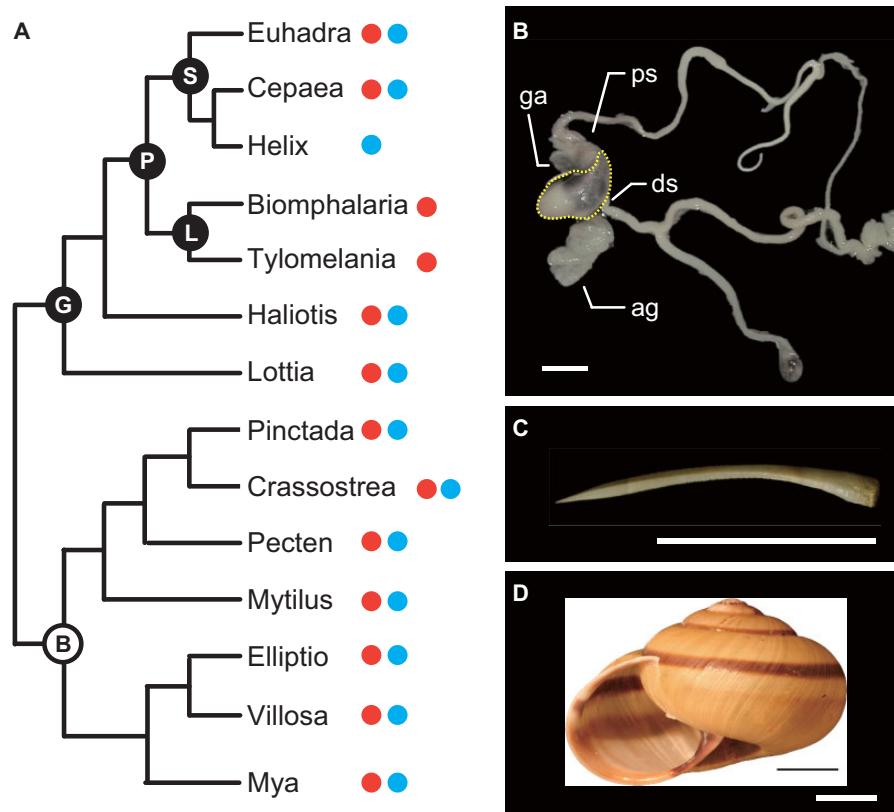 A
Euhadra
S
Cepaea
Helix
P
Biomphalaria
L
Tylomelania
G
Haliotis
Lottia
Pinctada
Crassostrea
Pecten
Mytilus
B
Elliptio
Villosa
Mya
B
ps
ga
ds
ag
C
D